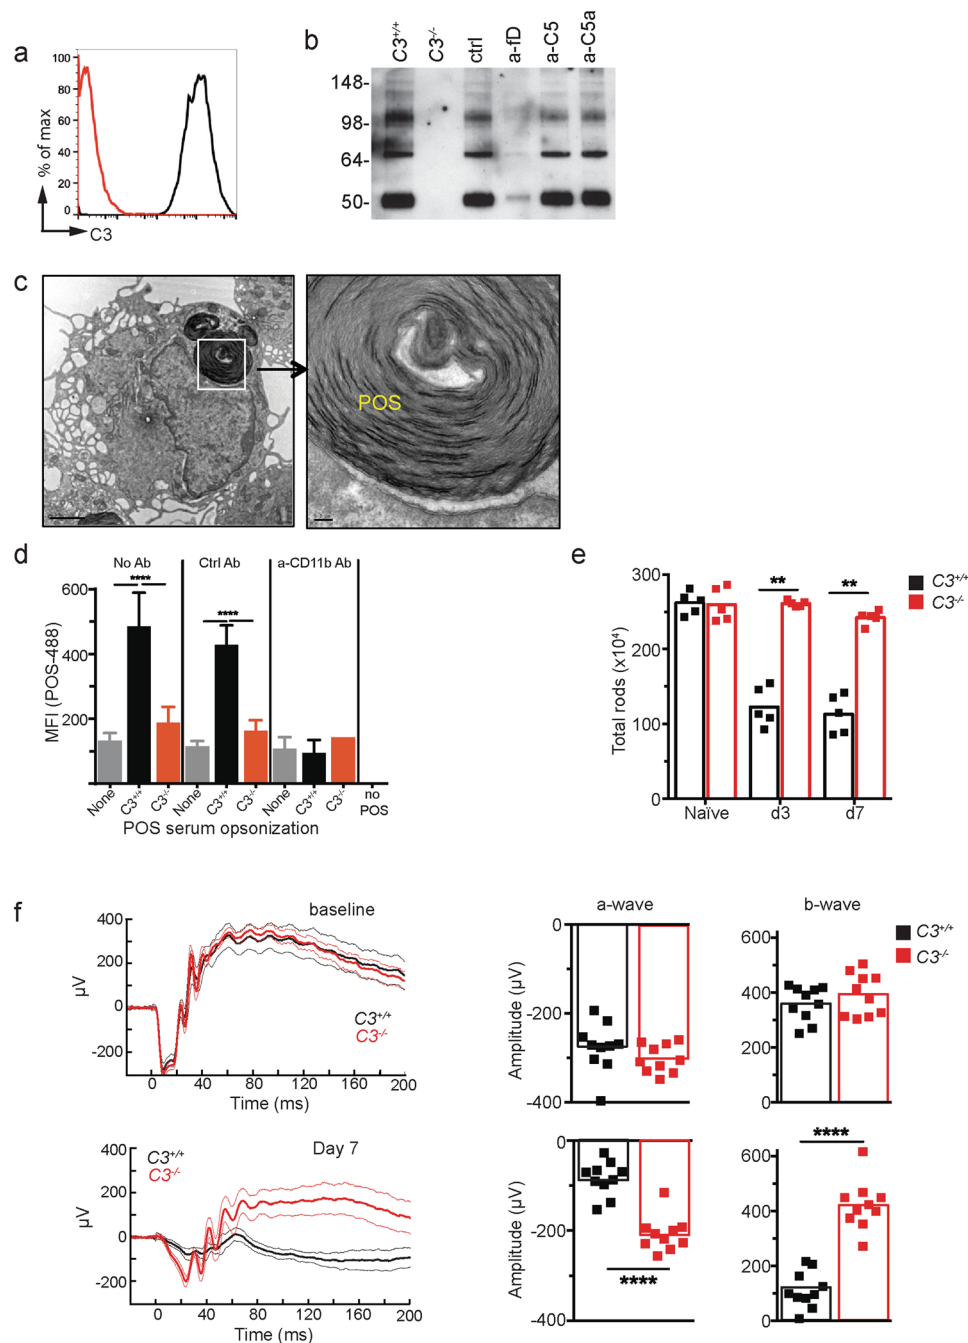 a
100
80
60
40
20
0
% of max
C3
b
C3+/+
C3-/-
ctrl
a-fD
a-C5
a-C5a
148-
98-
64-
50-
c
POS
d
No Ab
Ctrl Ab
a-CD11b Ab
****
****
600
400
200
MFI (POS-488)
None
C3+/+
C3-/-
None
C3+/+
C3-/-
None
C3+/+
C3-/-
no
POS
POS serum opsonization
e
300
200
100
0
Total rods (x10⁴)
**
**
C3+/+
C3-/-
Naïve
d3
d7
f
baseline
400
200
0
-200
µV
C3+/+
C3-/-
0
40
80
120
160
200
Time (ms)
a-wave
0
-200
-400
Amplitude (µV)
b-wave
600
400
200
0
C3+/+
C3-/-
Day 7
C3+/+
C3-/-
400
200
0
-200
µV
0
40
80
120
160
200
Time (ms)
0
-200
-400
Amplitude (µV)
****
600
400
200
0
****